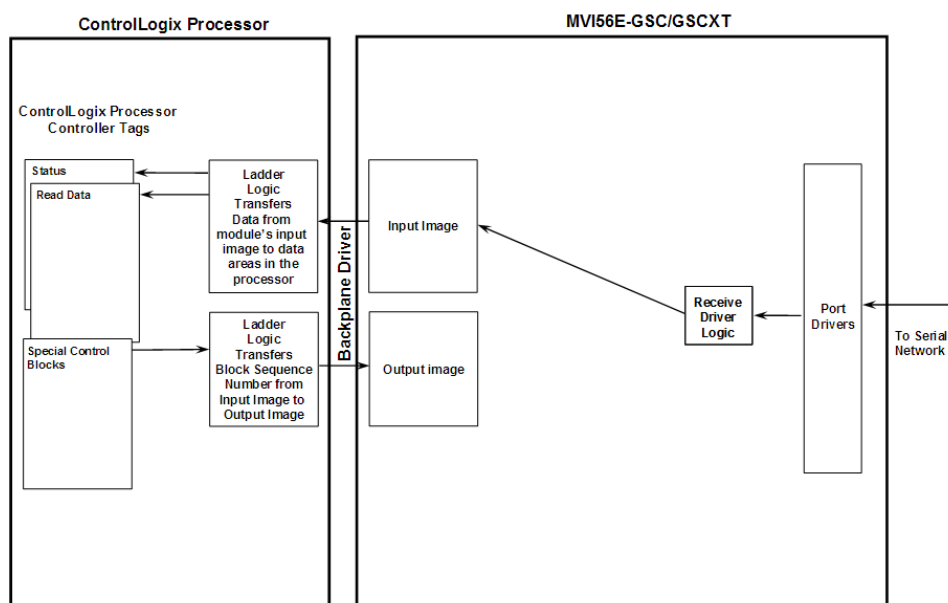 ControlLogix Processor
MVI56E-GSC/GSCXT
ControlLogix Processor
Controller Tags
Status
Read Data
Special Control
Blocks
Ladder
Logic
Transfers
Data from
module's input
image to data
areas in the
processor
Ladder
Logic
Transfers
Block Sequence
Number from
Input Image to
Output Image
Backplane Driver
Input Image
Output image
Receive
Driver
Logic
Port
Drivers
To Serial
Network